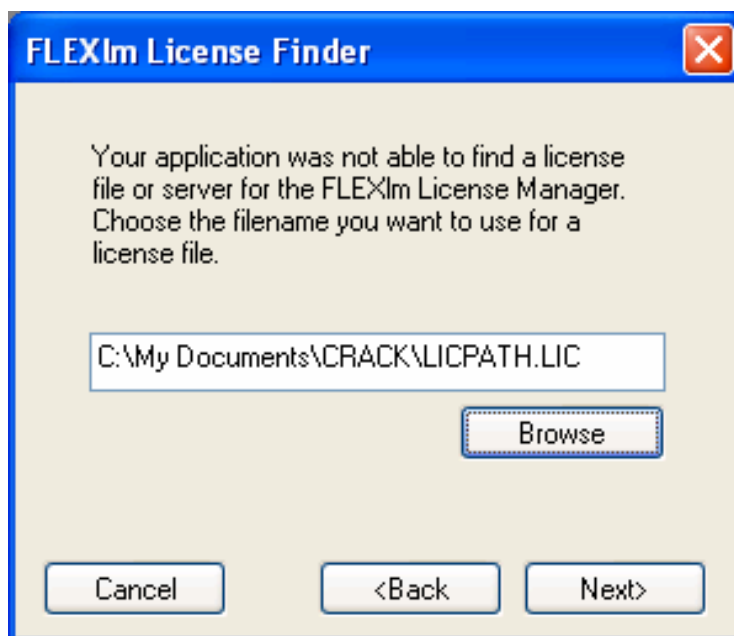 FLEXlm License Finder
Your application was not able to find a license
file or server for the FLEXlm License Manager.
Choose the filename you want to use for a
license file.
C:\My Documents\CRACK\LICPATH.LIC
Browse
Cancel
<Back
Next>